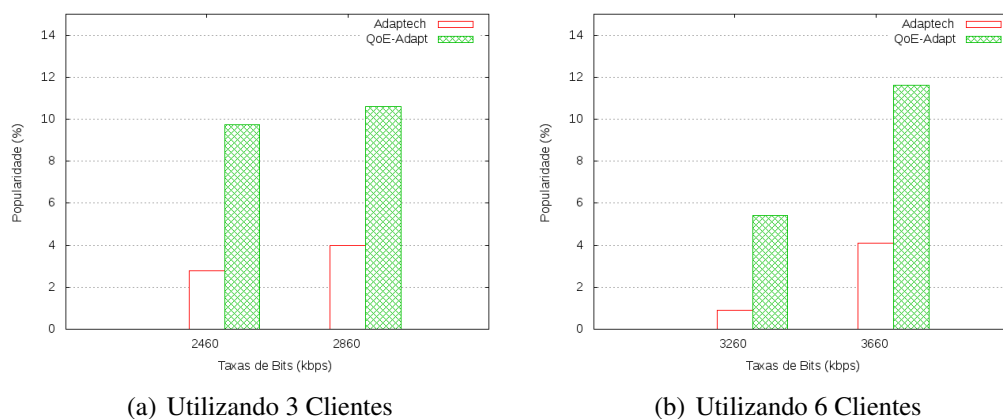 14
12
10
8
6
4
2
0
Popularidade (%)
Adaptech
QoE-Adapt
2460
2860
Taxas de Bits (kbps)
(a) Utilizando 3 Clientes
14
12
10
8
6
4
2
0
Popularidade (%)
Adaptech
QoE-Adapt
3260
3660
Taxas de Bits (kbps)
(b) Utilizando 6 Clientes